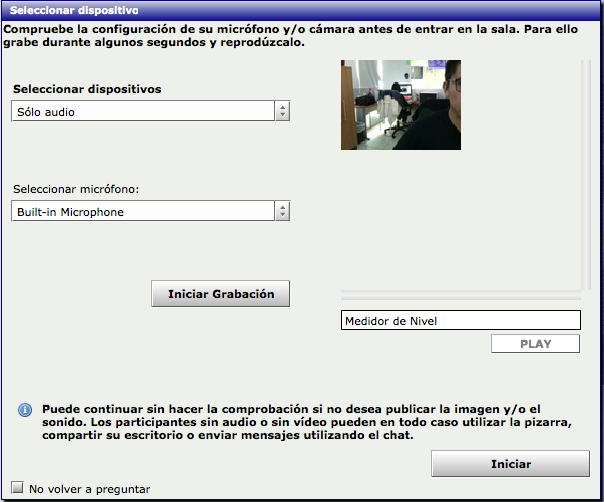 Seleccionar dispositivo
Compruebe la configuración de su micrófono y/o cámara antes de entrar en la sala. Para ello
grabe durante algunos segundos y reprodúzcalo.
Seleccionar dispositivos
Sólo audio
Seleccionar micrófono:
Built-in Microphone
Iniciar Grabación
Medidor de Nivel
PLAY
Puede continuar sin hacer la comprobación si no desea publicar la imagen y/o el
sonido. Los participantes sin audio o sin vídeo pueden en todo caso utilizar la pizarra,
compartir su escritorio o enviar mensajes utilizando el chat.
Iniciar
No volver a preguntar